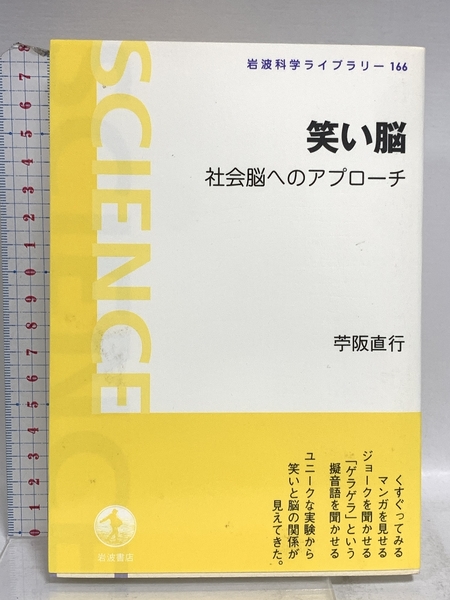 岩波科学ライブラリー 166
笑い脳
社会脳へのアプローチ
苧阪直行
SCIENCE
くすぐってみる
マンガを見せる
ジョークを聞かせる
「ゲラゲラ」という
擬音語を聞かせる
ユニークな実験から
笑いと脳の関係が
見えてきた。
岩波書店